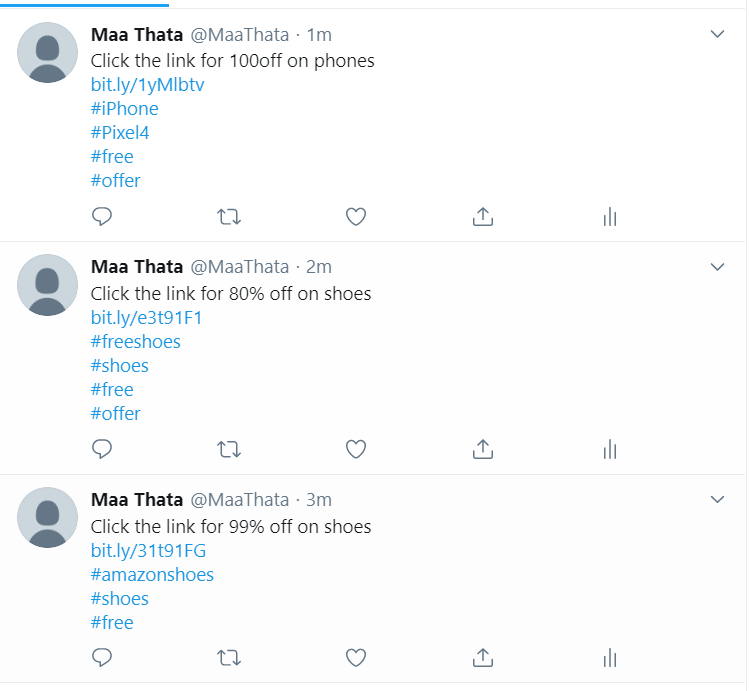 Maa Thata @MaaThata · 1m
Click the link for 100off on phones
bit.ly/1yMlbtv
#iPhone
#Pixel4
#free
#offer
Maa Thata @MaaThata · 2m
Click the link for 80% off on shoes
bit.ly/e3t91F1
#freeshoes
#shoes
#free
#offer
Maa Thata @MaaThata · 3m
Click the link for 99% off on shoes
bit.ly/31t91FG
#amazonshoes
#shoes
#free